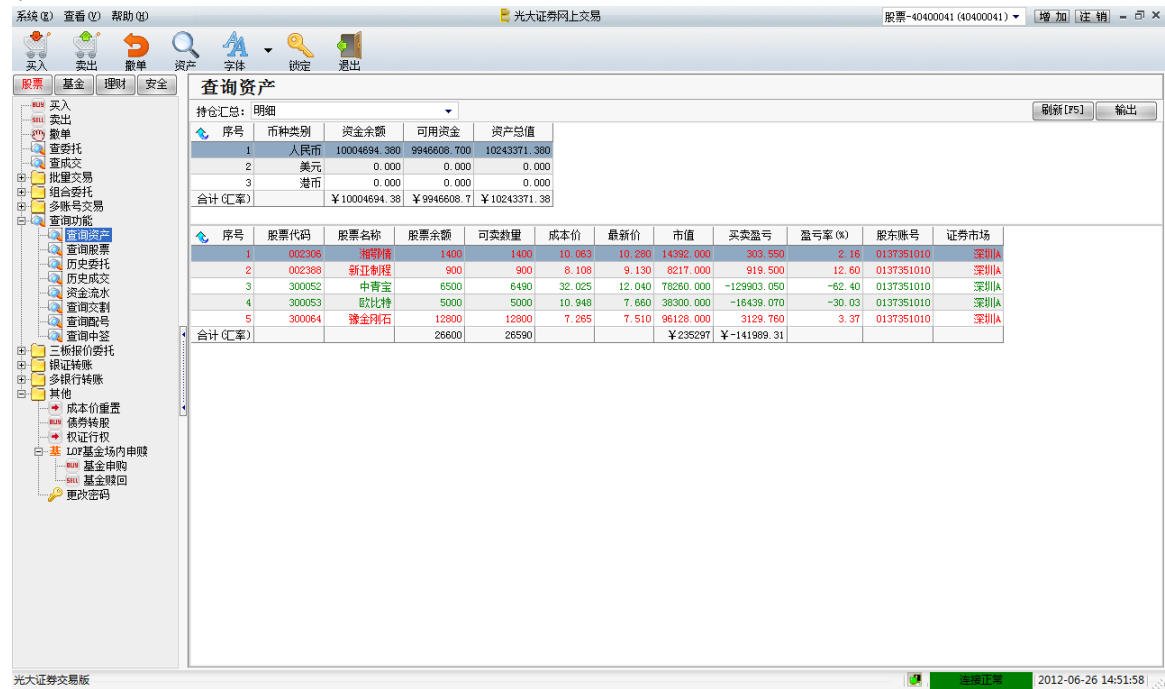 系统(X) 查看(V) 帮助(H) 光大证券网上交易 股票-40400041(40400041) 增加 注销
买入 卖出 撤单 资产 字体 锁定 退出
股票 基金 理财 安全
BUY 买入
SELL 卖出
撤单
查委托
查成交
批量交易
组合委托
多账号交易
查询功能
查询资产
查询股票
历史委托
历史成交
资金流水
查询交割
查询配号
查询中签
三板报价委托
银证转账
多银行转账
其他
成本价重置
BUY 债券转股
权证行权
基 LOF基金场内申赎
BUY 基金申购
SELL 基金赎回
更改密码
查询资产
持仓汇总: 明细 刷新[F5] 输出
序号 币种类别 资金余额 可用资金 资产总值
1 人民币 10004694.380 9946608.700 10243371.380
2 美元 0.000 0.000 0.000
3 港币 0.000 0.000 0.000
合计(汇率) ￥10004694.38 ￥9946608.7 ￥10243371.38
序号 股票代码 股票名称 股票余额 可卖数量 成本价 最新价 市值 买卖盈亏 盈亏率(%) 股东账号 证券市场
1 002306 湘鄂情 1400 1400 10.063 10.280 14392.000 303.550 2.16 0137351010 深圳A
2 002388 新亚制程 900 900 8.108 9.130 8217.000 919.500 12.60 0137351010 深圳A
3 300052 中青宝 6500 6490 32.025 12.040 78260.000 -129903.050 -62.40 0137351010 深圳A
4 300053 欧比特 5000 5000 10.948 7.660 38300.000 -16439.070 -30.03 0137351010 深圳A
5 300064 豫金刚石 12800 12800 7.265 7.510 96128.000 3129.760 3.37 0137351010 深圳A
合计(汇率) 26600 26590 ￥235297 ￥-141989.31
光大证券交易版 连接正常 2012-06-26 14:51:58